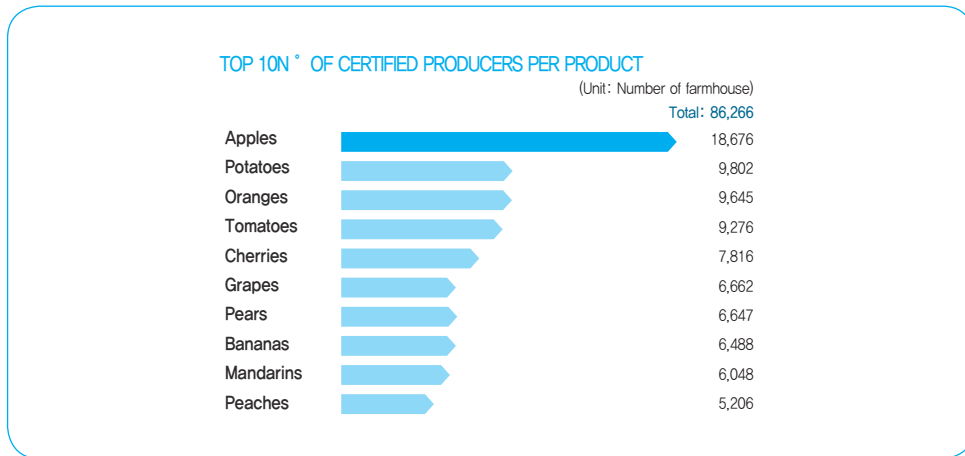 TOP 10N ° OF CERTIFIED PRODUCERS PER PRODUCT
(Unit: Number of farmhouse)
Total: 86,266
Apples 18,676
Potatoes 9,802
Oranges 9,645
Tomatoes 9,276
Cherries 7,816
Grapes 6,662
Pears 6,647
Bananas 6,488
Mandarins 6,048
Peaches 5,206